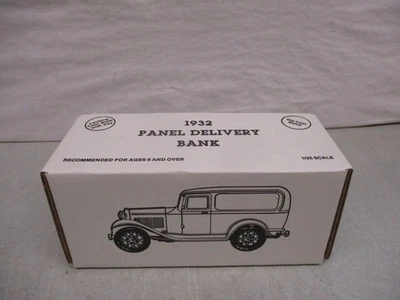 1932
PANEL DELIVERY
BANK
RECOMMENDED FOR AGES 8 AND OVER
1/25 SCALE